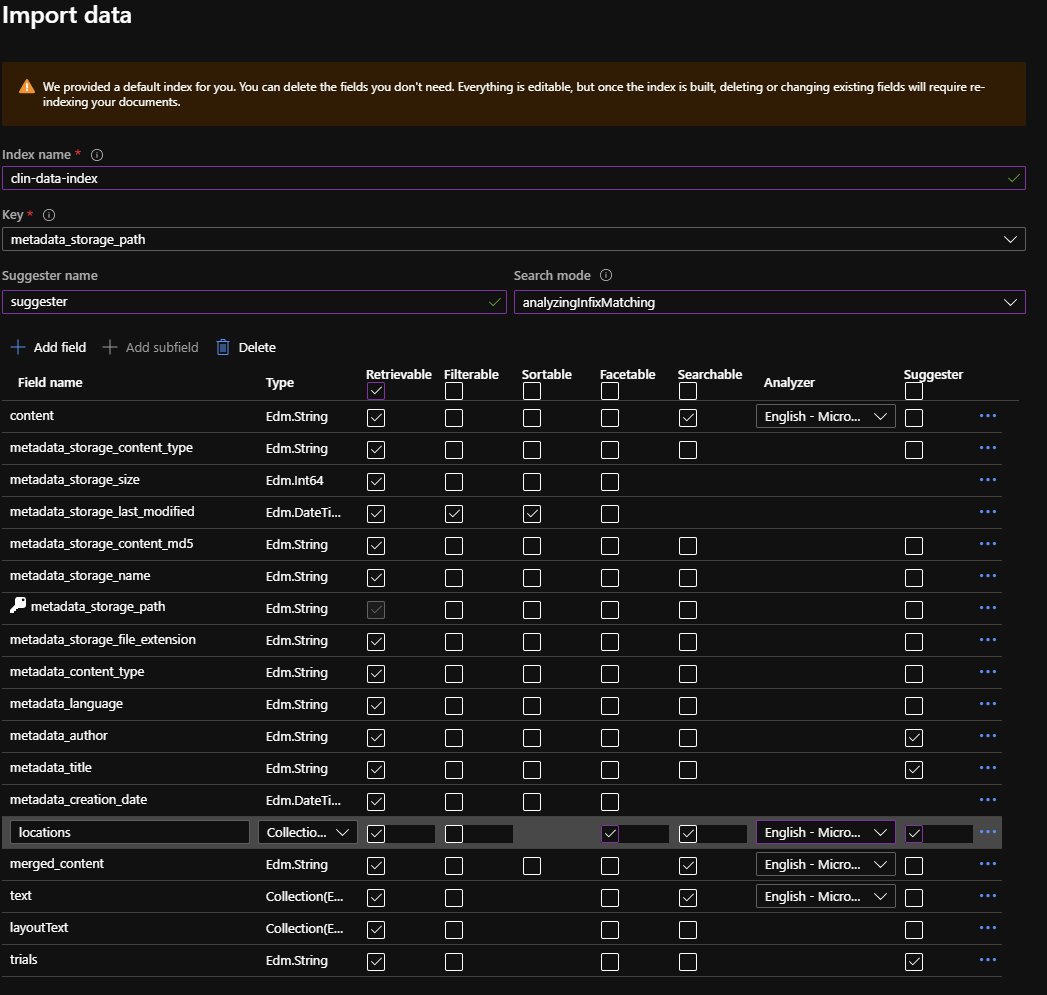 Import data
We provided a default index for you. You can delete the fields you don't need. Everything is editable, but once the index is built, deleting or changing existing fields will require re-
indexing your documents.
Index name *
clin-data-index
Key *
metadata_storage_path
Suggester name Search mode
suggester analyzingInfixMatching
Add field Add subfield Delete
Field name Type Retrievable Filterable Sortable Facetable Searchable Analyzer Suggester
content Edm.String English - Micro...
metadata_storage_content_type Edm.String
metadata_storage_size Edm.Int64
metadata_storage_last_modified Edm.DateTi...
metadata_storage_content_md5 Edm.String
metadata_storage_name Edm.String
metadata_storage_path Edm.String
metadata_storage_file_extension Edm.String
metadata_content_type Edm.String
metadata_language Edm.String
metadata_author Edm.String
metadata_title Edm.String
metadata_creation_date Edm.DateTi...
locations Collectio... English - Micro...
merged_content Edm.String English - Micro...
text Collection(E... English - Micro...
layoutText Collection(E...
trials Edm.String